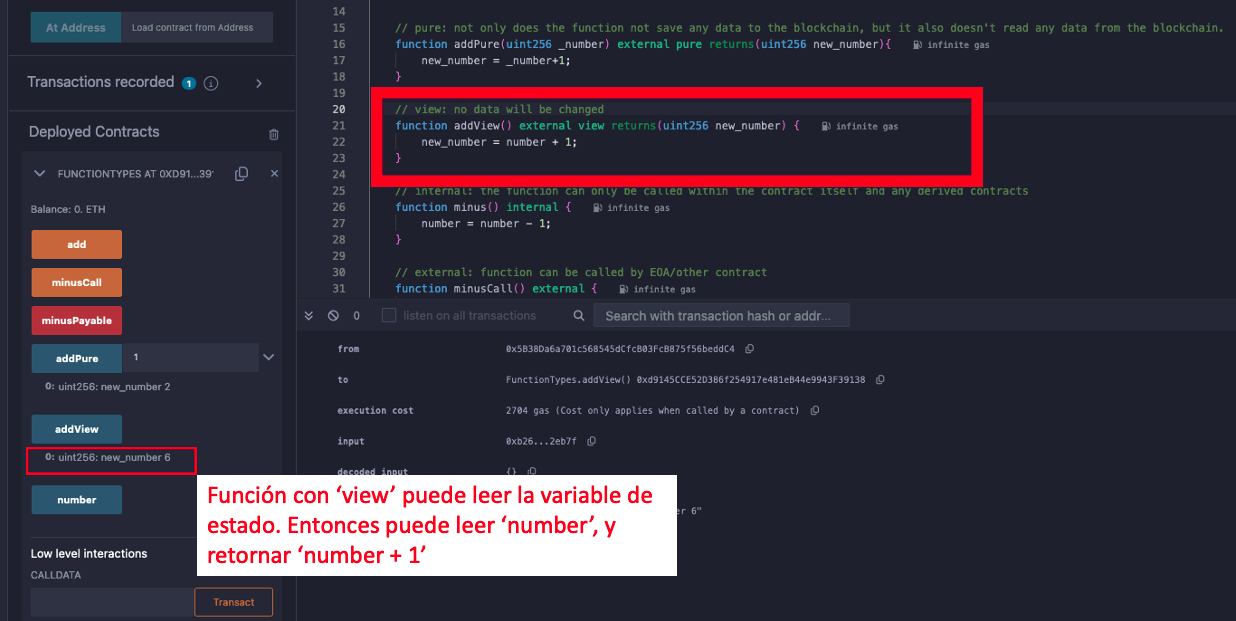 At Address
Load contract from Address
Transactions recorded 1 i
Deployed Contracts
FUNCTIONTYPES AT 0XD91...39
Balance: 0. ETH
add
minusCall
minusPayable
addPure
1
0: uint256: new_number 2
addView
0: uint256: new_number 6
number
Low level interactions
CALLDATA
Transact
14
15 // pure: not only does the function not save any data to the blockchain, but it also doesn't read any data from the blockchain.
16 function addPure(uint256 _number) external pure returns(uint256 new_number){ infinite gas
17 new_number = _number+1;
18 }
19
20 // view: no data will be changed
21 function addView() external view returns(uint256 new_number) { infinite gas
22 new_number = number + 1;
23 }
24
25 // internal: the function can only be called within the contract itself and any derived contracts
26 function minus() internal { infinite gas
27 number = number - 1;
28 }
29
30 // external: function can be called by EOA/other contract
31 function minusCall() external { infinite gas
0
listen on all transactions
Search with transaction hash or addr...
from 0x5B38Da6a701c568545dCfcB03FcB875f56beddC4
to FunctionTypes.addView() 0xd9145CCE52D386f254917e481eB44e9943F39138
execution cost 2704 gas (Cost only applies when called by a contract)
input 0xb26...2eb7f
decoded input {}
er 6"
Función con ‘view’ puede leer la variable de
estado. Entonces puede leer ‘number’, y
retornar ‘number + 1’